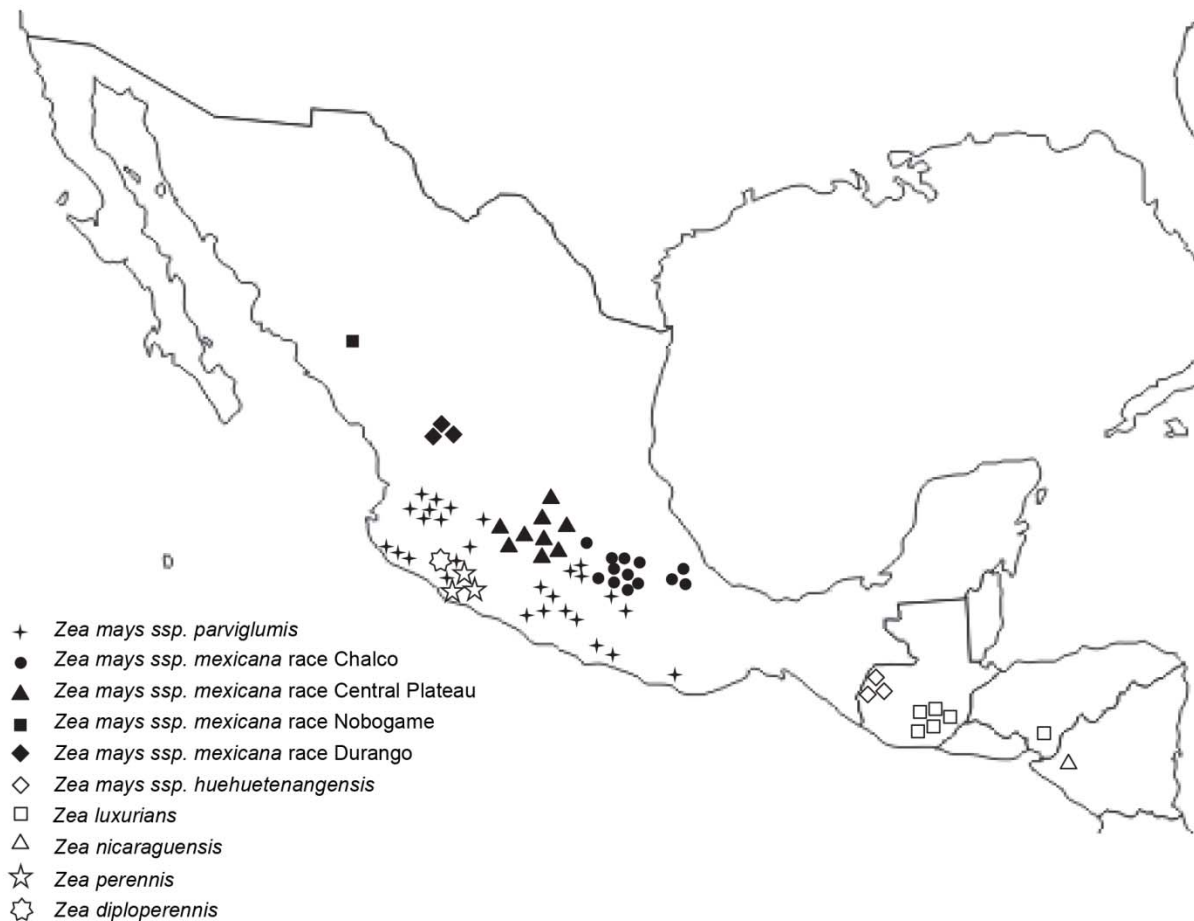 Zea mays ssp. parviglumis
Zea mays ssp. mexicana race Chalco
Zea mays ssp. mexicana race Central Plateau
Zea mays ssp. mexicana race Nobogame
Zea mays ssp. mexicana race Durango
Zea mays ssp. huehuetenangensis
Zea luxurians
Zea nicaraguensis
Zea perennis
Zea diploperennis